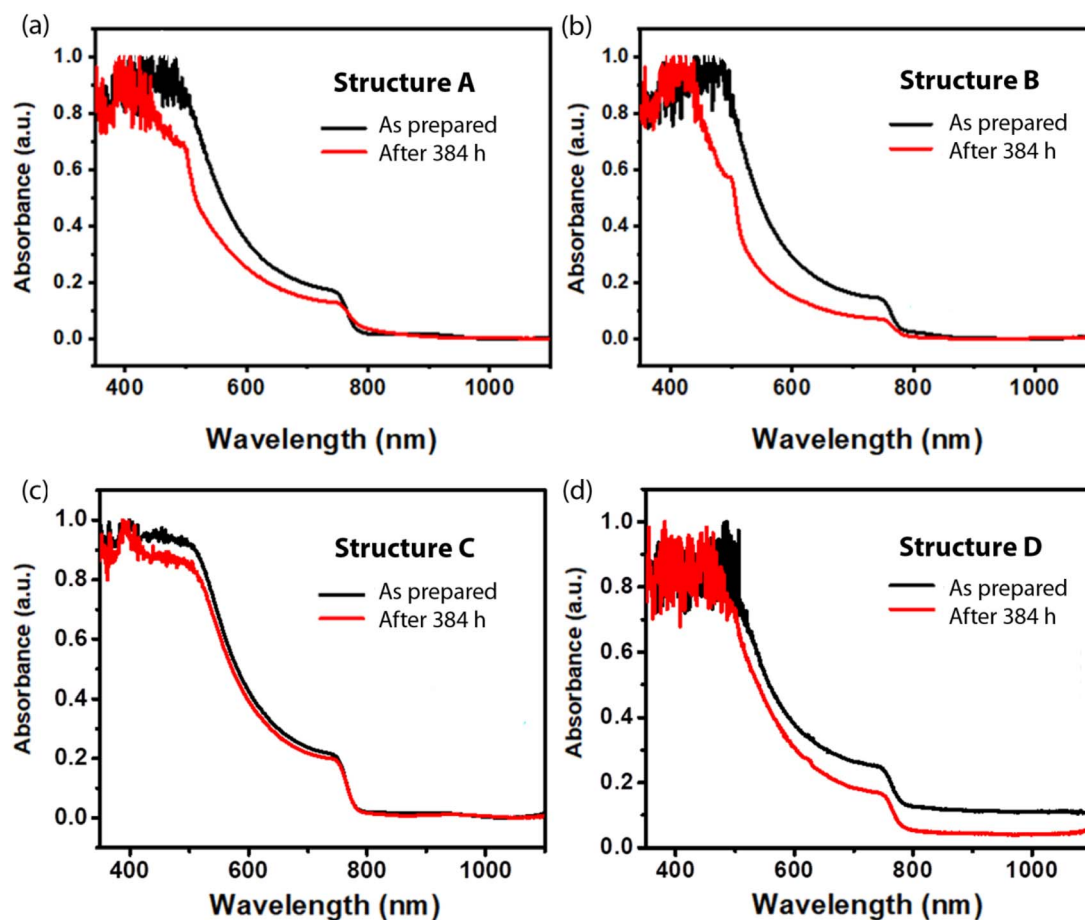 (a)
1.0
0.8
0.6
0.4
0.2
0.0
Absorbance (a.u.)
Structure A
As prepared
After 384 h
400 600 800 1000
Wavelength (nm)
(b)
1.0
0.8
0.6
0.4
0.2
0.0
Absorbance (a.u.)
Structure B
As prepared
After 384 h
400 600 800 1000
Wavelength (nm)
(c)
1.0
0.8
0.6
0.4
0.2
0.0
Absorbance (a.u.)
Structure C
As prepared
After 384 h
400 600 800 1000
Wavelength (nm)
(d)
1.0
0.8
0.6
0.4
0.2
0.0
Absorbance (a.u.)
Structure D
As prepared
After 384 h
400 600 800 1000
Wavelength (nm)